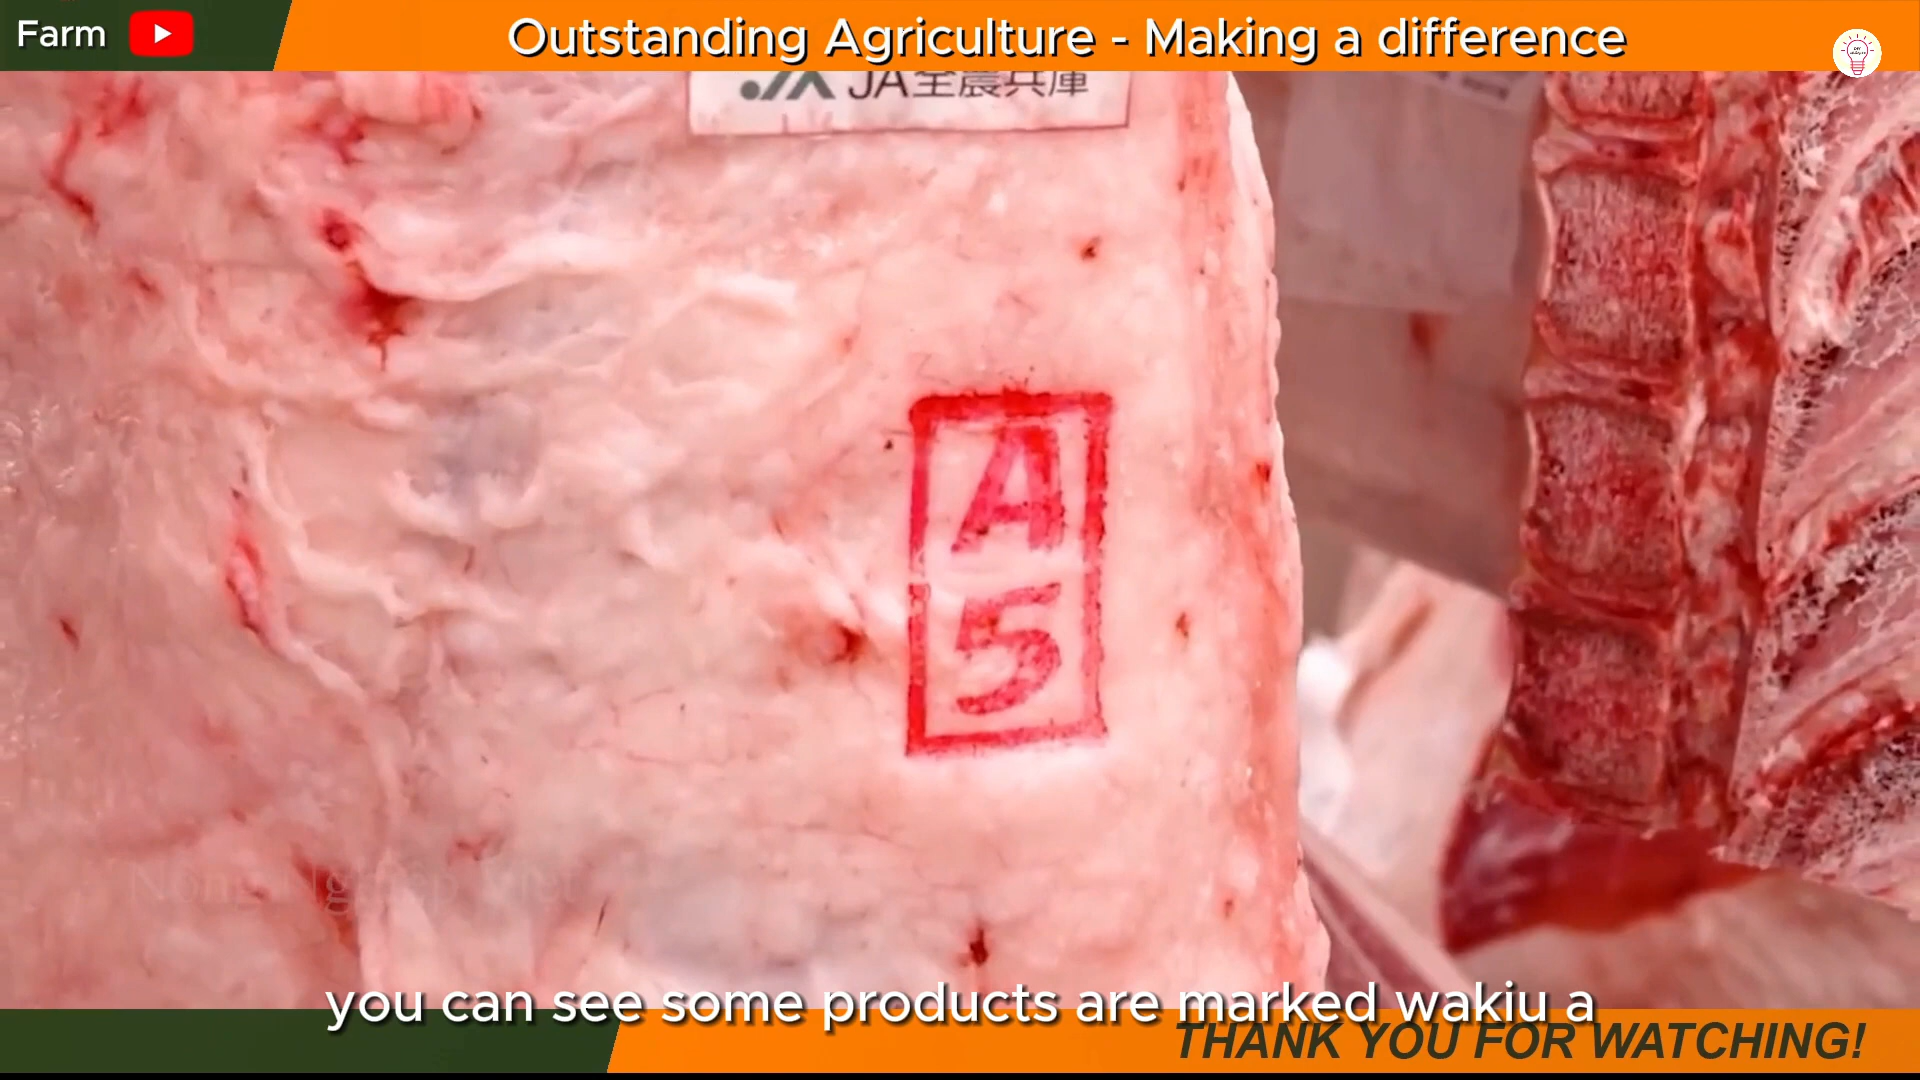 Farm
Outstanding Agriculture - Making a difference
JA全農兵庫
A
5
you can see some products are marked wakiu a
THANK YOU FOR WATCHING!